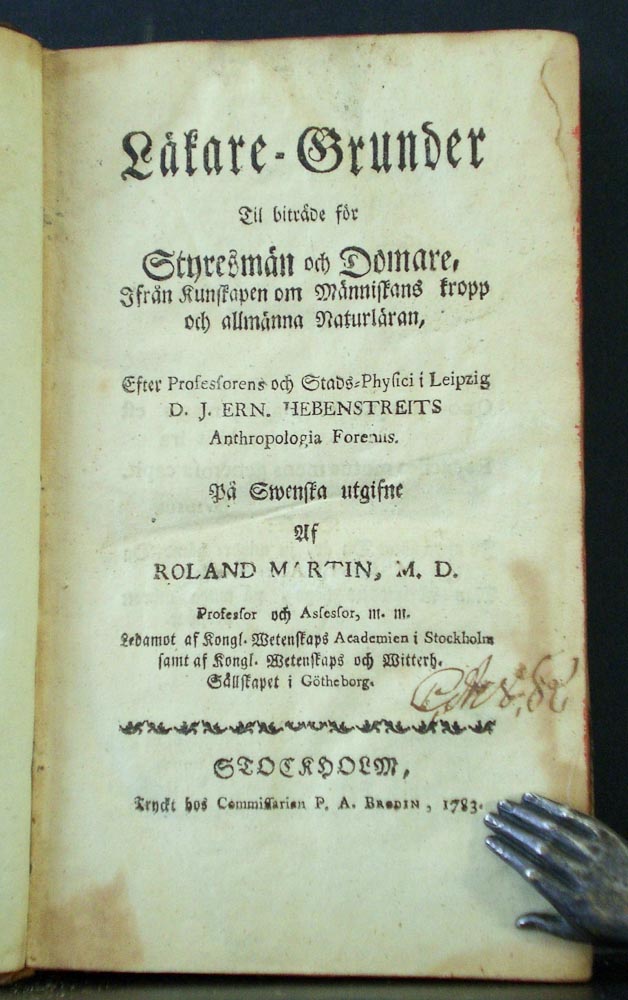 Läkare-Grunder
Til biträde för
Styresmän och Domare,
Ifrån Kunskapen om Människans kropp
och allmänna Naturläran,
Efter Professorens och Stads-Physici i Leipzig
D. J. ERN. HEBENSTREITS
Anthropologia Forensis.
På Swenska utgifne
Af
ROLAND MARTIN, M. D.
Professor och Assessor, m. m.
Ledamot af Kongl. Wetenskaps Academien i Stockholm
samt af Kongl. Wetenskaps och Witterh.
Sällskapet i Götheborg.
STOCKHOLM,
Tryckt hos Commissarien P. A. BRODIN, 1783.